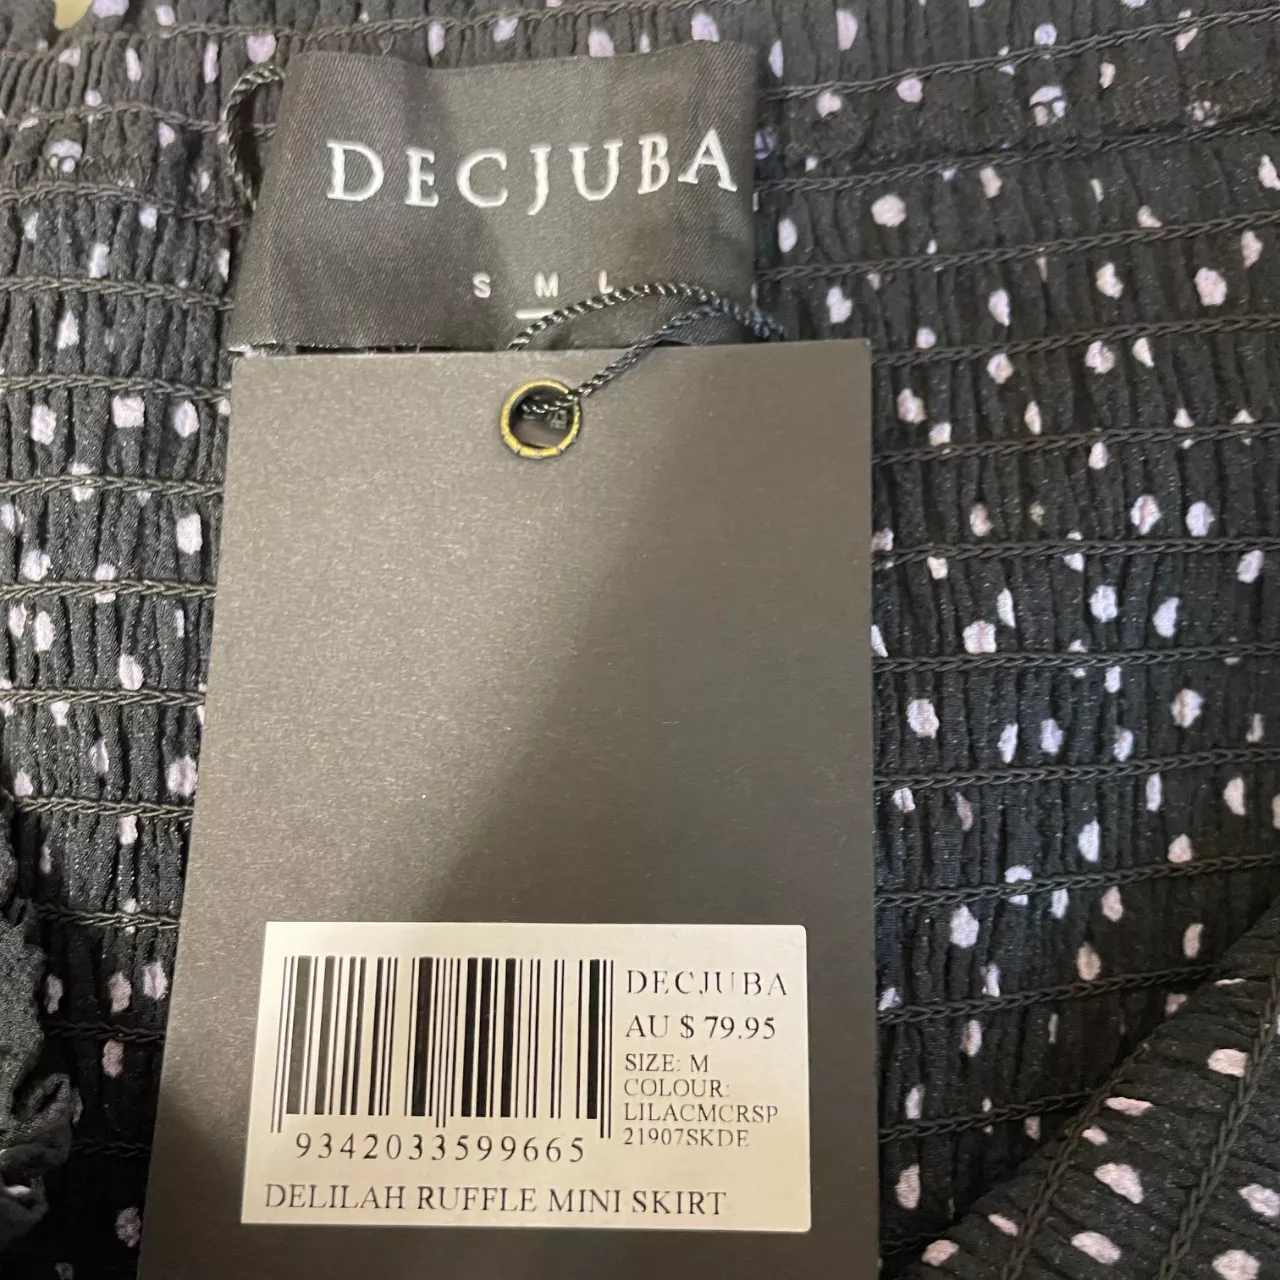 DECJUBA
S M L
DECJUBA
AU $ 79.95
SIZE: M
COLOUR:
LILACMCRSP
21907SKDE
9342033599665
DELILAH RUFFLE MINI SKIRT